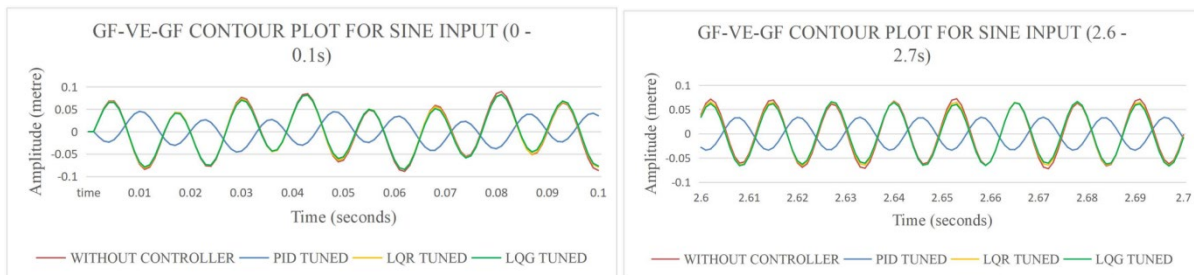 GF-VE-GF CONTOUR PLOT FOR SINE INPUT (0 -
0.1s)
Amplitude (metre)
0.1
0.05
0
-0.05
-0.1
time 0.01 0.02 0.03 0.04 0.05 0.06 0.07 0.08 0.09 0.1
Time (seconds)
WITHOUT CONTROLLER PID TUNED LQR TUNED LQG TUNED
GF-VE-GF CONTOUR PLOT FOR SINE INPUT (2.6 -
2.7s)
Amplitude (metre)
0.1
0.05
0
-0.05
-0.1
2.6 2.61 2.62 2.63 2.64 2.65 2.66 2.67 2.68 2.69 2.7
Time (seconds)
WITHOUT CONTROLLER PID TUNED LQR TUNED LQG TUNED